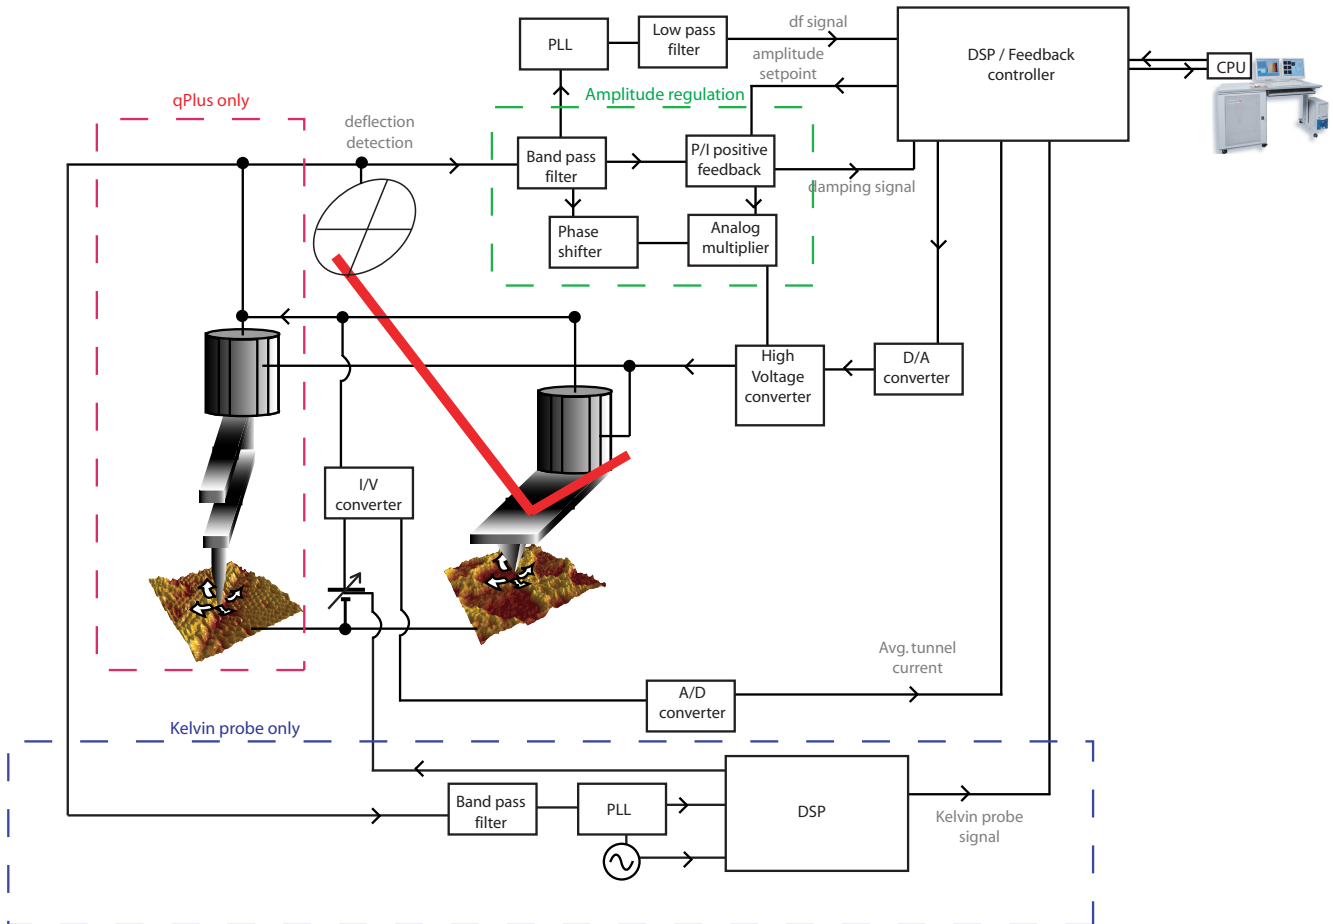 PLL
Low pass
filter
df signal
DSP / Feedback
controller
CPU
amplitude
setpoint
qPlus only
Amplitude regulation
deflection
detection
Band pass
filter
P/I positive
feedback
damping signal
Phase
shifter
Analog
multiplier
High
Voltage
converter
D/A
converter
I/V
converter
Avg. tunnel
current
A/D
converter
Kelvin probe only
Band pass
filter
PLL
DSP
Kelvin probe
signal